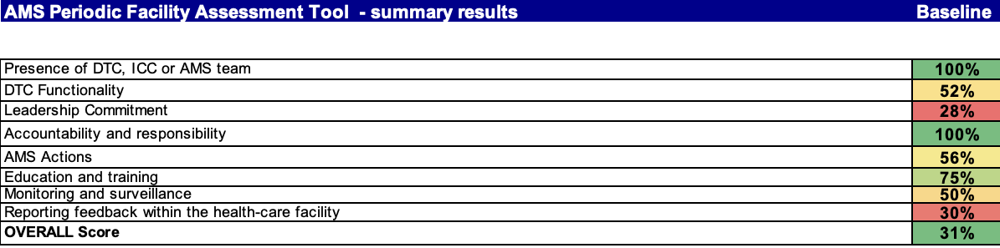 AMS Periodic Facility Assessment Tool - summary results Baseline
Presence of DTC, ICC or AMS team 100%
DTC Functionality 52%
Leadership Commitment 28%
Accountability and responsibility 100%
AMS Actions 56%
Education and training 75%
Monitoring and surveillance 50%
Reporting feedback within the health-care facility 30%
OVERALL Score 31%